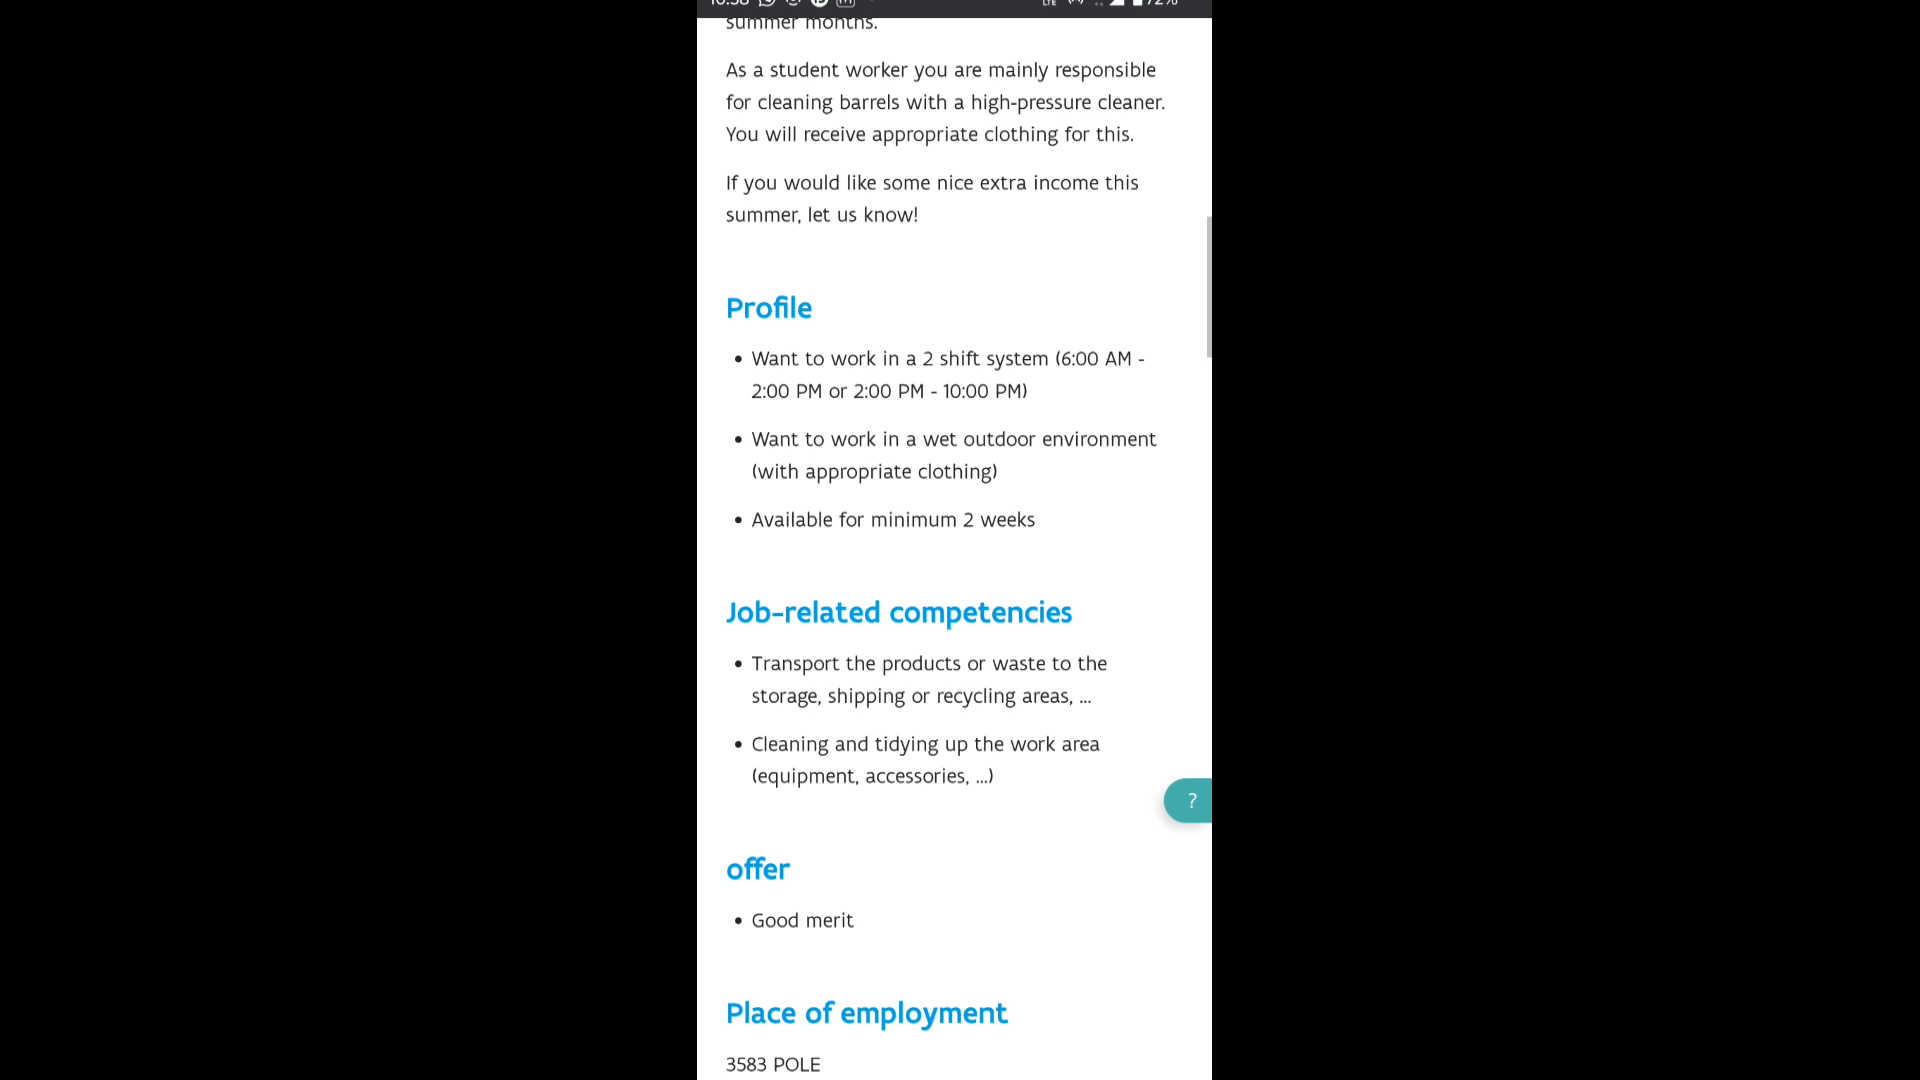 summer months.
As a student worker you are mainly responsible
for cleaning barrels with a high-pressure cleaner.
You will receive appropriate clothing for this.
If you would like some nice extra income this
summer, let us know!
Profile
• Want to work in a 2 shift system (6:00 AM -
2:00 PM or 2:00 PM - 10:00 PM)
• Want to work in a wet outdoor environment
(with appropriate clothing)
• Available for minimum 2 weeks
Job-related competencies
• Transport the products or waste to the
storage, shipping or recycling areas, ...
• Cleaning and tidying up the work area
(equipment, accessories, ...)
?
offer
• Good merit
Place of employment
3583 POLE